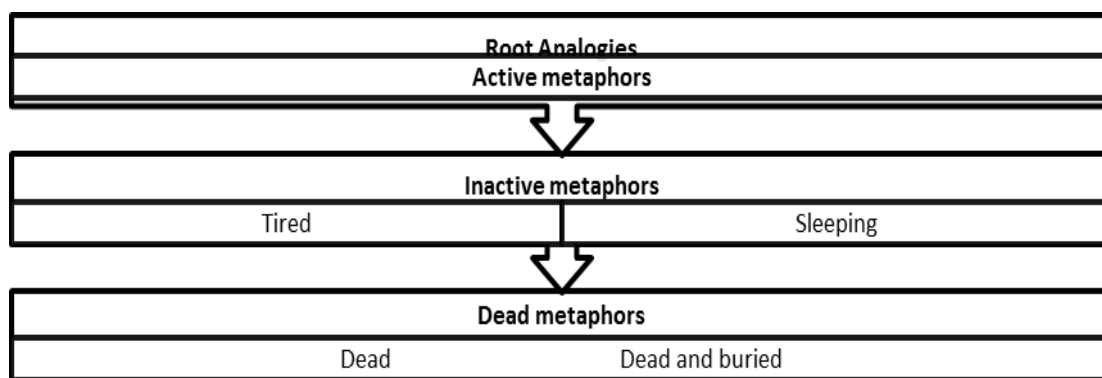 Root Analogies
Active metaphors
Inactive metaphors
Tired Sleeping
Dead metaphors
Dead Dead and buried